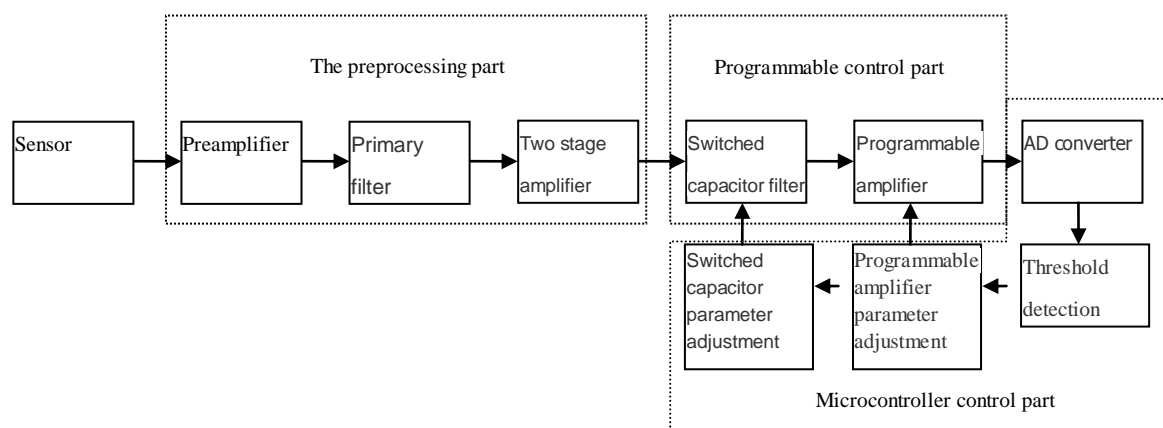 The preprocessing part
Programmable control part
Sensor
Preamplifier
Primary
filter
Two stage
amplifier
Switched
capacitor filter
Programmable
amplifier
AD converter
Switched
capacitor
parameter
adjustment
Programmable
amplifier
parameter
adjustment
Threshold
detection
Microcontroller control part